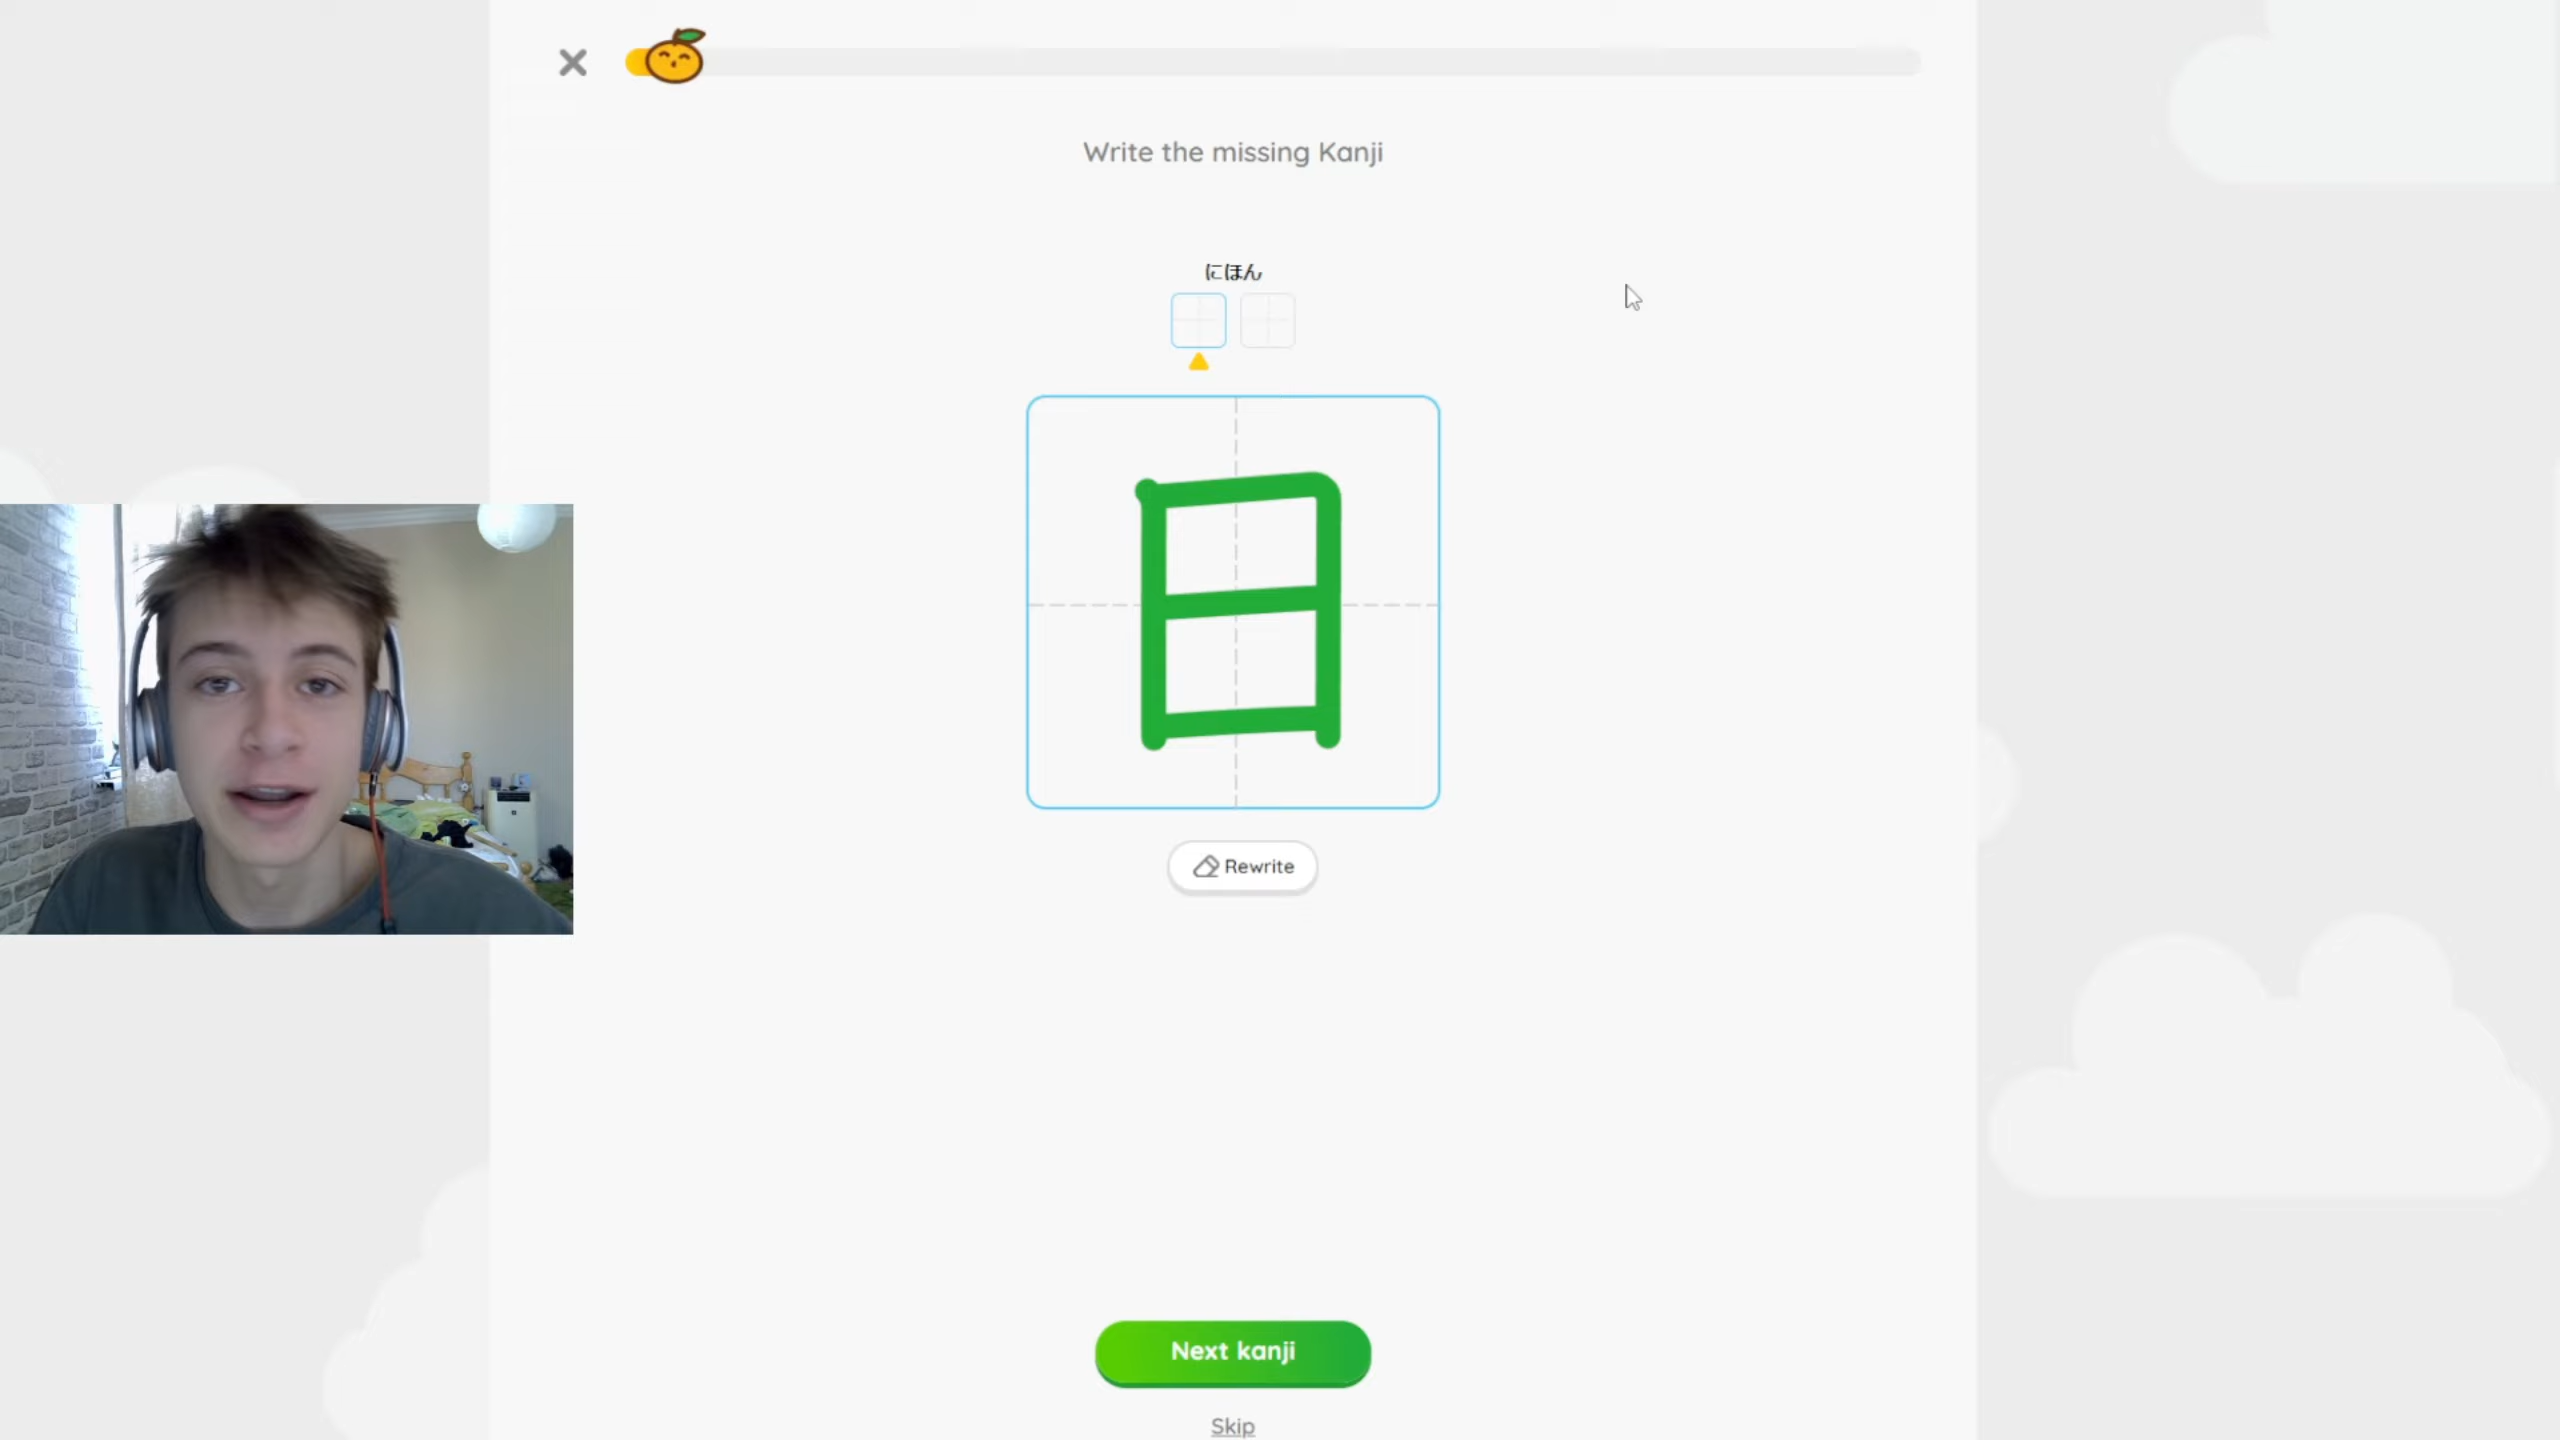 Write the missing Kanji
にほん
日
Rewrite
Next kanji
Skip